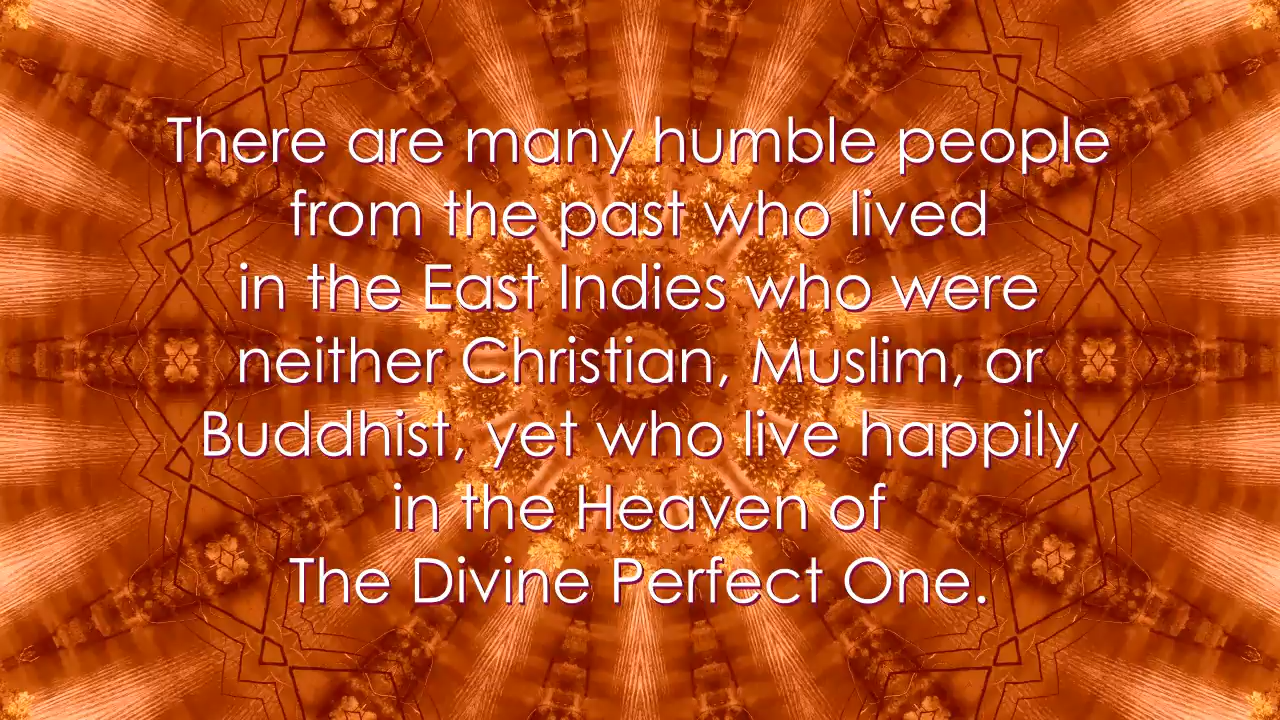 There are many humble people
from the past who lived
in the East Indies who were
neither Christian, Muslim, or
Buddhist, yet who live happily
in the Heaven of
The Divine Perfect One.